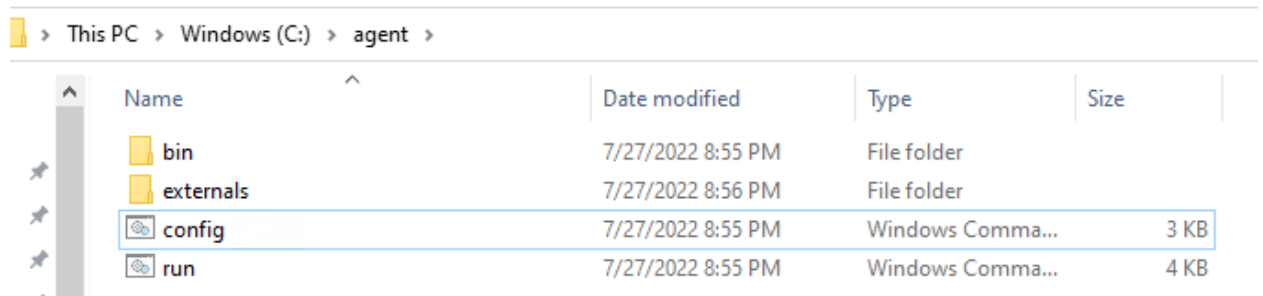 This PC > Windows (C:) > agent >
Name Date modified Type Size
bin 7/27/2022 8:55 PM File folder
externals 7/27/2022 8:56 PM File folder
config 7/27/2022 8:55 PM Windows Comma... 3 KB
run 7/27/2022 8:55 PM Windows Comma... 4 KB